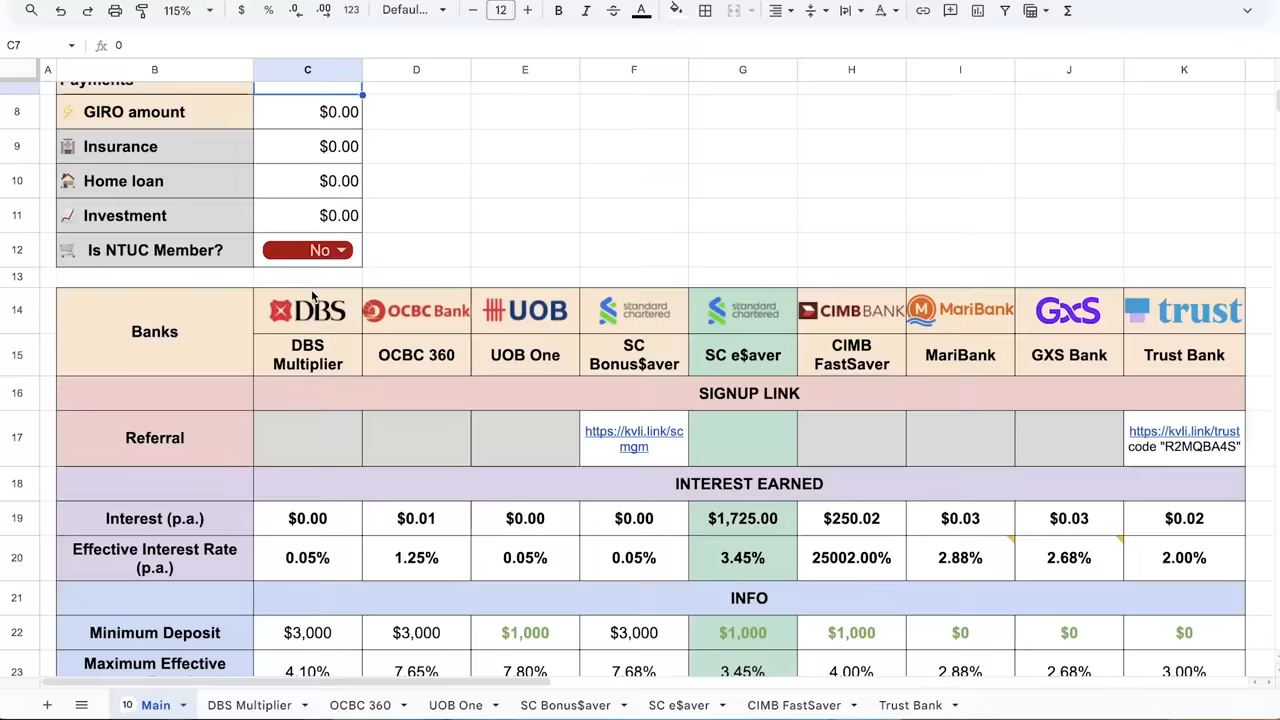 115% $ % .0 .00 123 Defaul... − 12 + B I A Σ
C7 fx 0
A B C D E F G H I J K
Payments
8 GIRO amount $0.00
9 Insurance $0.00
10 Home loan $0.00
11 Investment $0.00
12 Is NTUC Member? No
13
14 Banks DBS OCBC Bank UOB standard chartered standard chartered CIMB BANK MariBank GXS trust
15 DBS Multiplier OCBC 360 UOB One SC Bonus$aver SC e$aver CIMB FastSaver MariBank GXS Bank Trust Bank
16 SIGNUP LINK
17 Referral https://kvli.link/scmgm https://kvli.link/trust code "R2MQBA4S"
18 INTEREST EARNED
19 Interest (p.a.) $0.00 $0.01 $0.00 $0.00 $1,725.00 $250.02 $0.03 $0.03 $0.02
20 Effective Interest Rate (p.a.) 0.05% 1.25% 0.05% 0.05% 3.45% 25002.00% 2.88% 2.68% 2.00%
21 INFO
22 Minimum Deposit $3,000 $3,000 $1,000 $3,000 $1,000 $1,000 $0 $0 $0
23 Maximum Effective 4.10% 7.65% 7.80% 7.68% 3.45% 4.00% 2.88% 2.68% 3.00%
+ 10 Main DBS Multiplier OCBC 360 UOB One SC Bonus$aver SC e$aver CIMB FastSaver Trust Bank